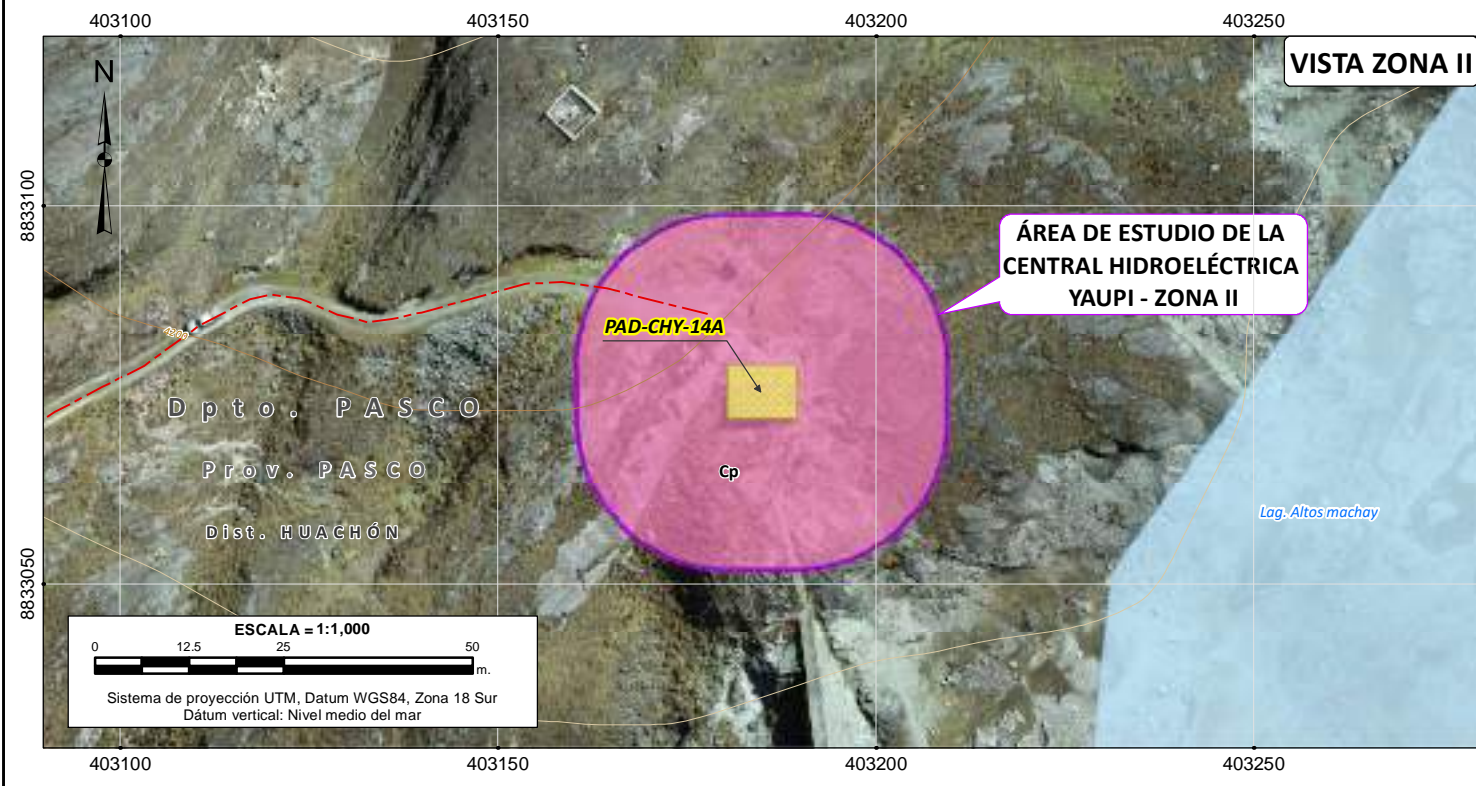 403100
403150
403200
403250
VISTA ZONA II
N
8833100
8833050
ÁREA DE ESTUDIO DE LA
CENTRAL HIDROELÉCTRICA
YAUPI - ZONA II
PAD-CHY-14A
4200
Dpto. PASCO
Prov. PASCO
Dist. HUACHÓN
Cp
Lag. Altos machay
ESCALA = 1:1,000
0 12.5 25 50
m.
Sistema de proyección UTM, Datum WGS84, Zona 18 Sur
Dátum vertical: Nivel medio del mar
403100
403150
403200
403250